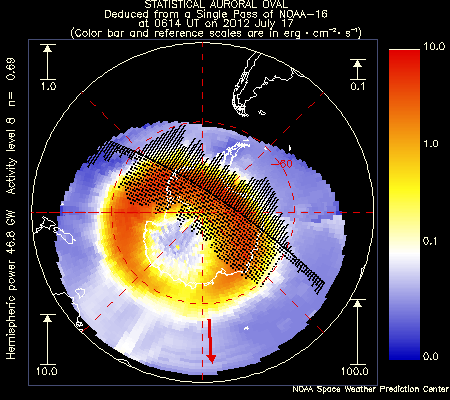 STATISTICAL AURORAL OVAL
Deduced from a Single Pass of NOAA-16
at 0614 UT on 2012 July 17
(Color bar and reference scales are in erg · cm⁻² · s⁻¹)
1.0
0.1
10.0
100.0
-60
10.0
1.0
0.1
0.0
Hemispheric power 46.8 GW   Activity level 8   n= 0.69
NOAA Space Weather Prediction Center